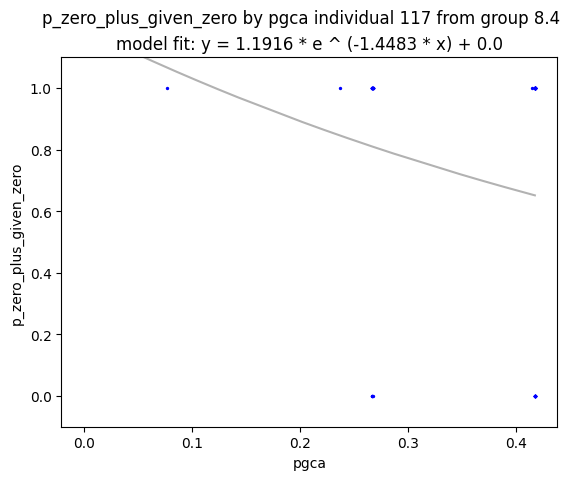 p_zero_plus_given_zero by pgca individual 117 from group 8.4
model fit: y = 1.1916 * e ^ (-1.4483 * x) + 0.0
1.0
0.8
0.6
0.4
0.2
0.0
p_zero_plus_given_zero
0.0 0.1 0.2 0.3 0.4
pgca